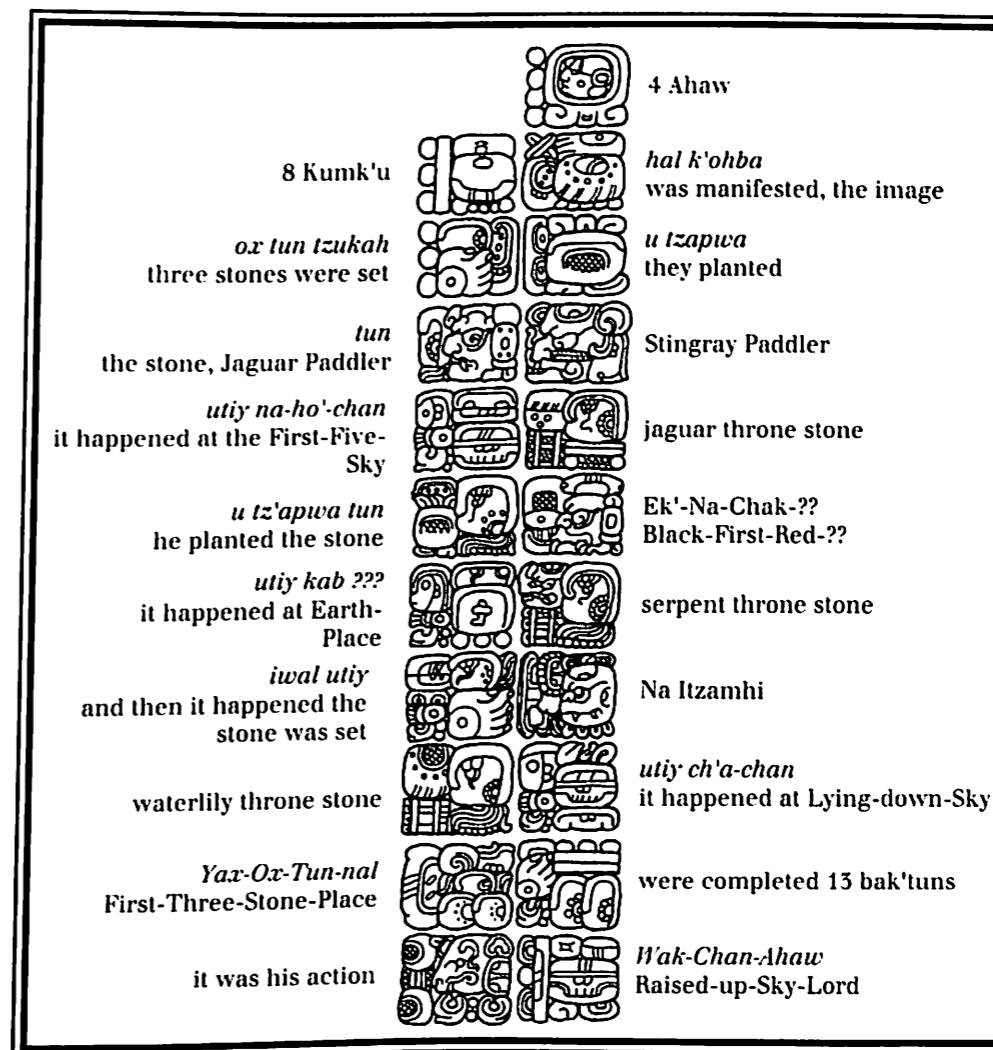 4 Ahaw
8 Kumk'u
hal k'ohba
was manifested, the image
ox tun tzukah
three stones were set
u tzapwa
they planted
tun
the stone, Jaguar Paddler
Stingray Paddler
utiy na-ho'-chan
it happened at the First-Five-
Sky
jaguar throne stone
u tz'apwa tun
he planted the stone
Ek'-Na-Chak-??
Black-First-Red-??
utiy kab ???
it happened at Earth-
Place
serpent throne stone
iwal utiy
and then it happened the
stone was set
Na Itzamhi
waterlily throne stone
utiy ch'a-chan
it happened at Lying-down-Sky
Yax-Ox-Tun-nal
First-Three-Stone-Place
were completed 13 bak'tuns
it was his action
Wak-Chan-Ahaw
Raised-up-Sky-Lord